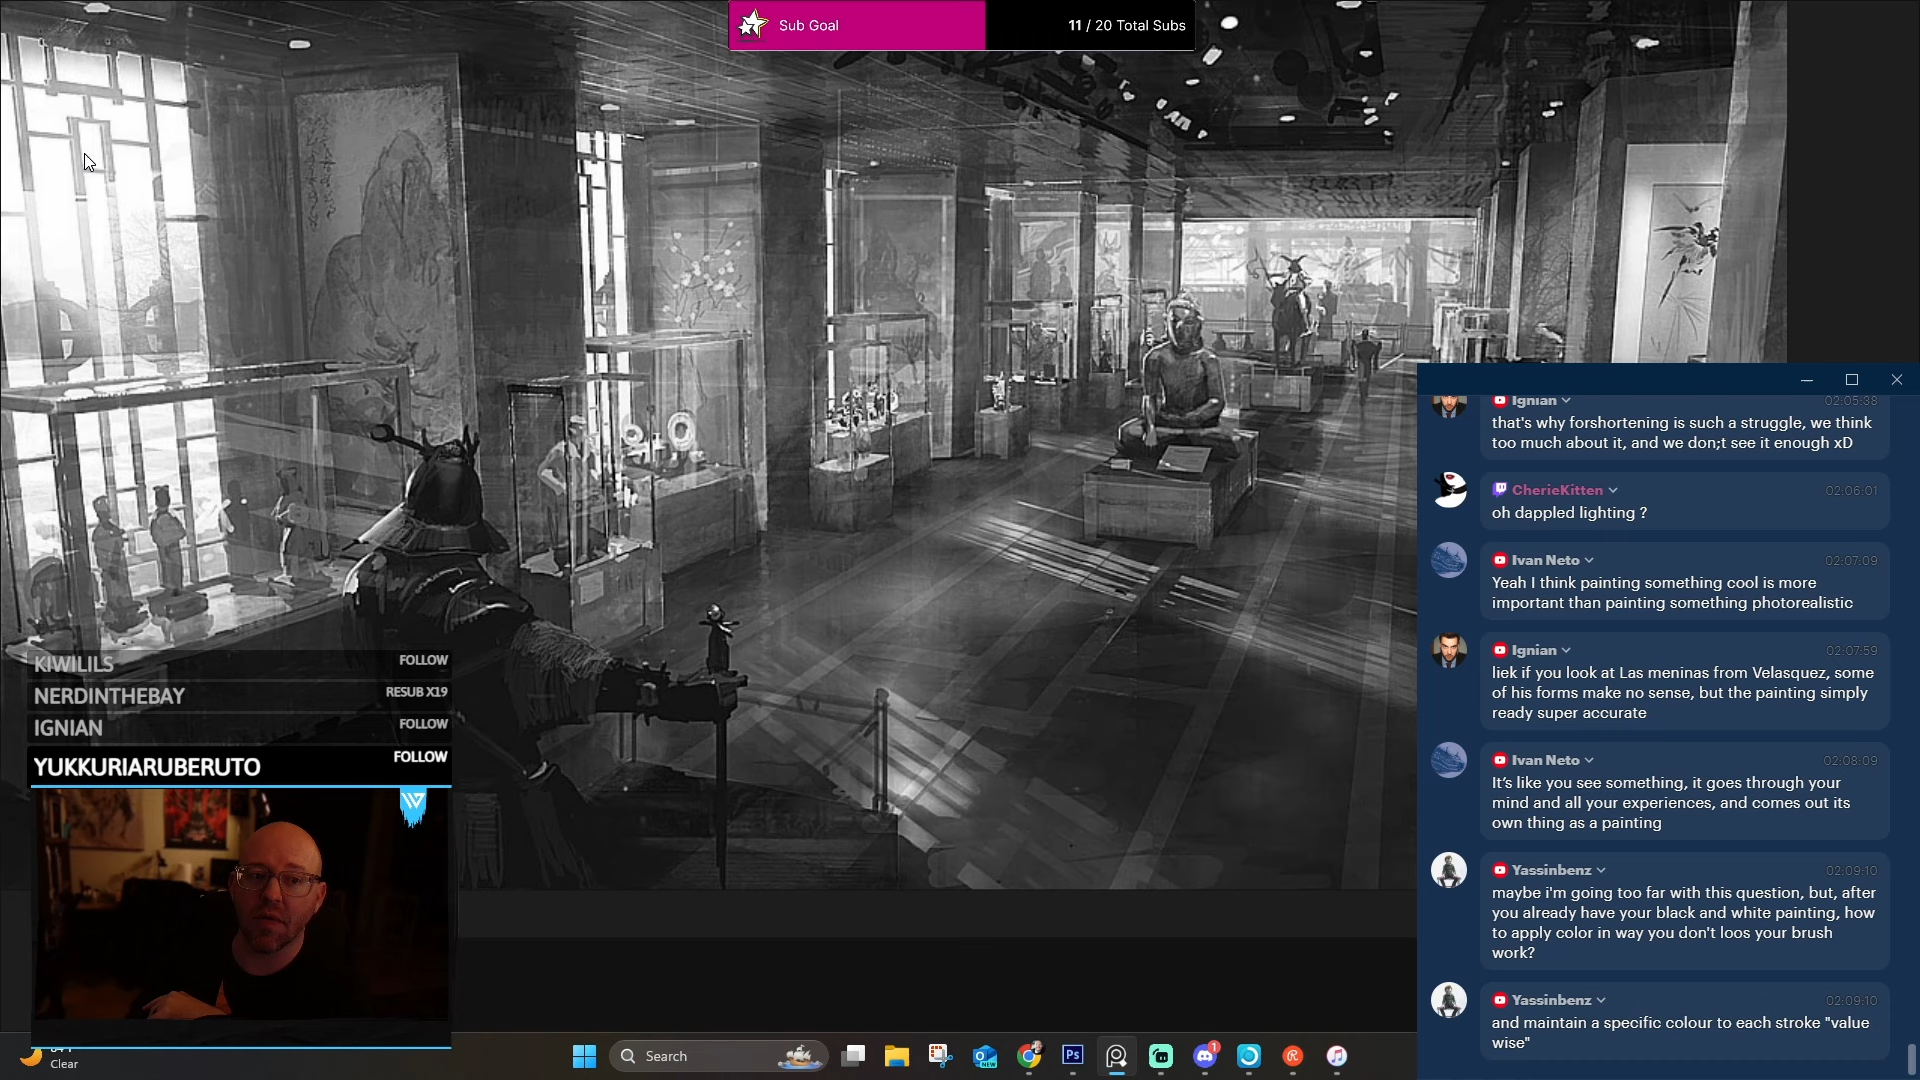 Sub Goal
11 / 20 Total Subs
Ignian
02:05:38
that's why forshortening is such a struggle, we think
too much about it, and we don;t see it enough xD
CherieKitten
02:06:01
oh dappled lighting ?
Ivan Neto
02:07:09
Yeah I think painting something cool is more
important than painting something photorealistic
Ignian
02:07:59
liek if you look at Las meninas from Velasquez, some
of his forms make no sense, but the painting simply
ready super accurate
Ivan Neto
02:08:09
It's like you see something, it goes through your
mind and all your experiences, and comes out its
own thing as a painting
Yassinbenz
02:09:10
maybe i'm going too far with this question, but, after
you already have your black and white painting, how
to apply color in way you don't loos your brush
work?
Yassinbenz
02:09:10
and maintain a specific colour to each stroke "value
wise"
KIWILILS
FOLLOW
NERDINTHEBAY
RESUB X19
IGNIAN
FOLLOW
YUKKURIARUBERUTO
FOLLOW
Clear
Search
NEW
Ps
1